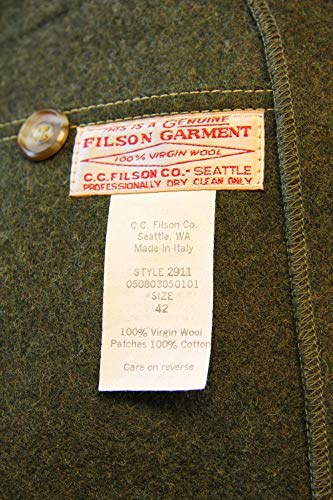 THIS IS A GENUINE
FILSON GARMENT
100% VIRGIN WOOL
C.C. FILSON CO. - SEATTLE
PROFESSIONALLY DRY CLEAN ONLY
C.C. Filson Co.
Seattle, WA
Made in Italy
STYLE 2911
050803050101
SIZE
42
100% Virgin Wool
Patches 100% Cotton
Care on reverse